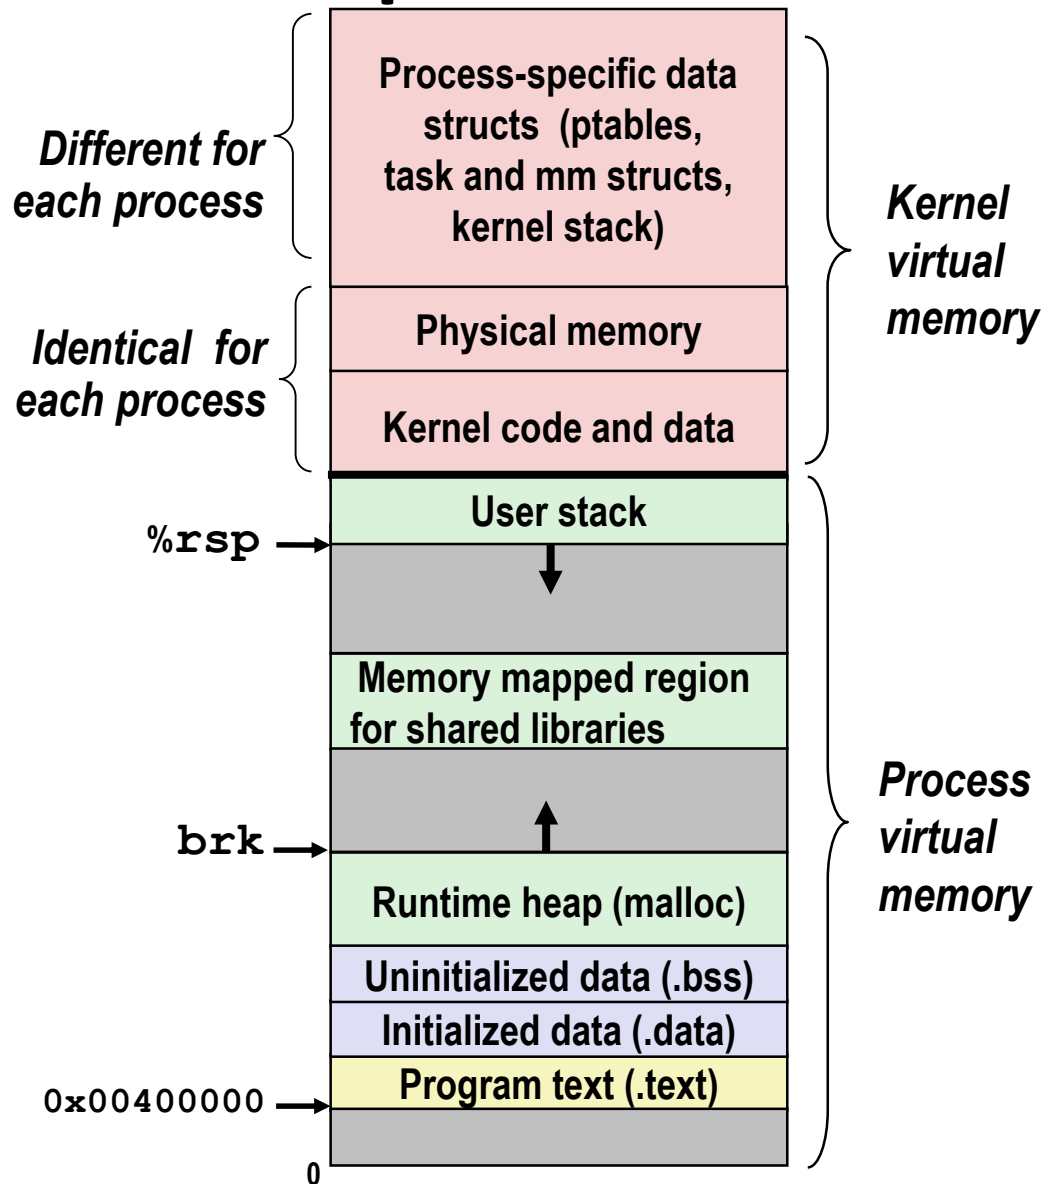 Process-specific data
structs (ptables,
task and mm structs,
kernel stack)
Different for
each process
Kernel
virtual
memory
Physical memory
Identical for
each process
Kernel code and data
User stack
%rsp
Memory mapped region
for shared libraries
Process
virtual
memory
brk
Runtime heap (malloc)
Uninitialized data (.bss)
Initialized data (.data)
Program text (.text)
0x00400000
0